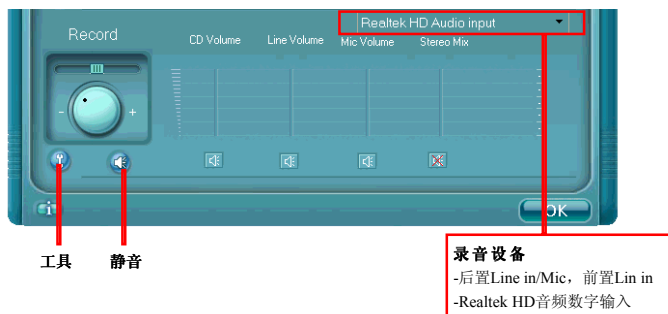 Realtek HD Audio input
Record
CD Volume Line Volume Mic Volume Stereo Mix
- +
i OK
工具 静音
录音设备
-后置Line in/Mic，前置Lin in
-Realtek HD音频数字输入